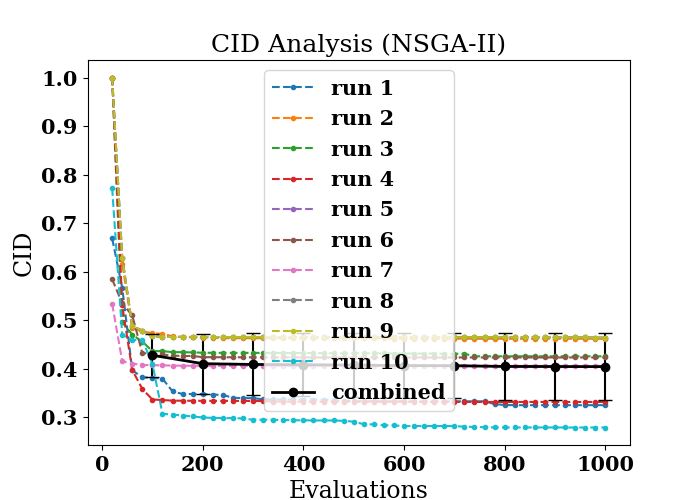 CID Analysis (NSGA-II)
CID
1.0
0.9
0.8
0.7
0.6
0.5
0.4
0.3
run 1
run 2
run 3
run 4
run 5
run 6
run 7
run 8
run 9
run 10
combined
0 200 400 600 800 1000
Evaluations